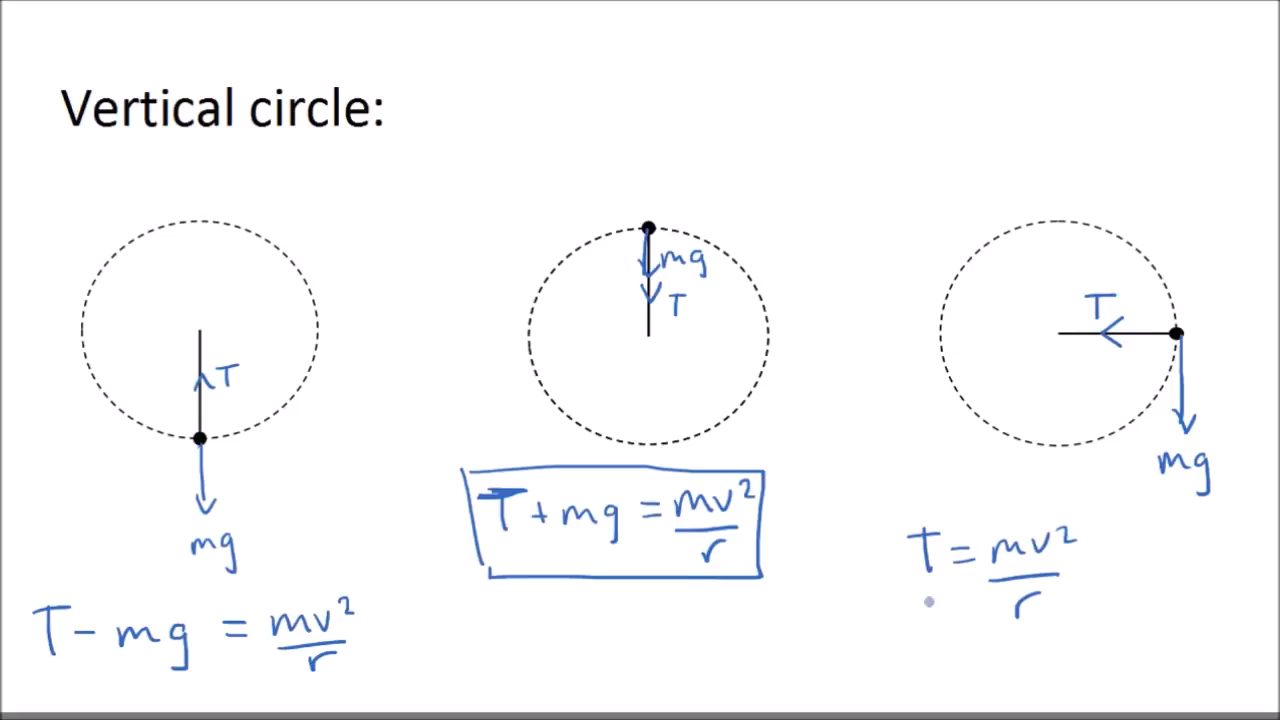 Vertical circle:
T
mg
T - mg = mv²/r
mg
T
T + mg = mv²/r
T
mg
T = mv²/r